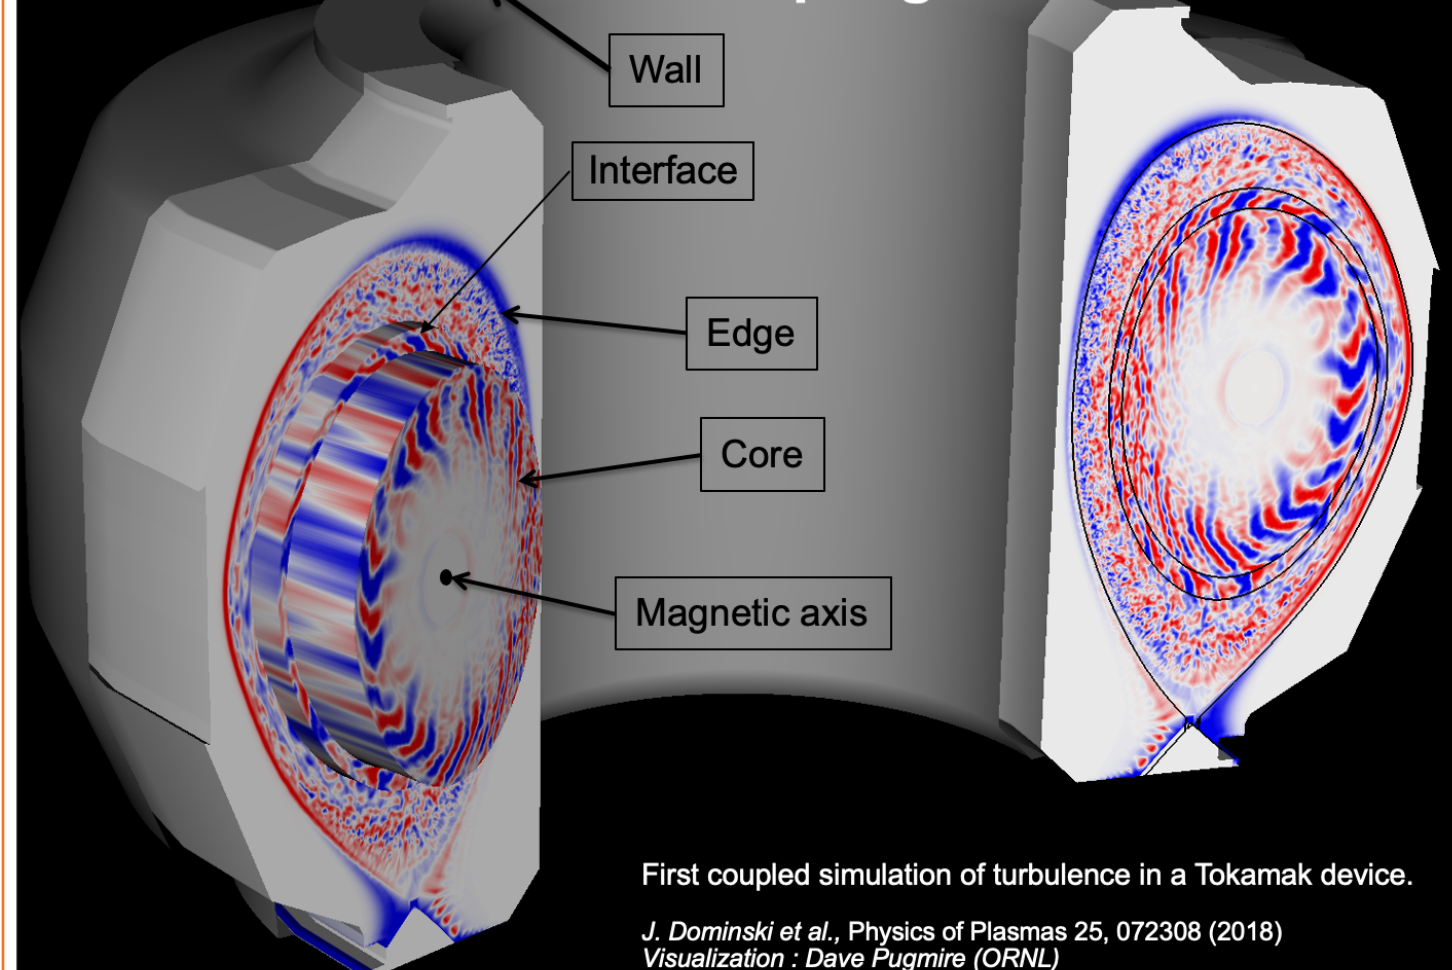 Wall
Interface
Edge
Core
Magnetic axis
First coupled simulation of turbulence in a Tokamak device.
J. Dominski et al., Physics of Plasmas 25, 072308 (2018)
Visualization : Dave Pugmire (ORNL)